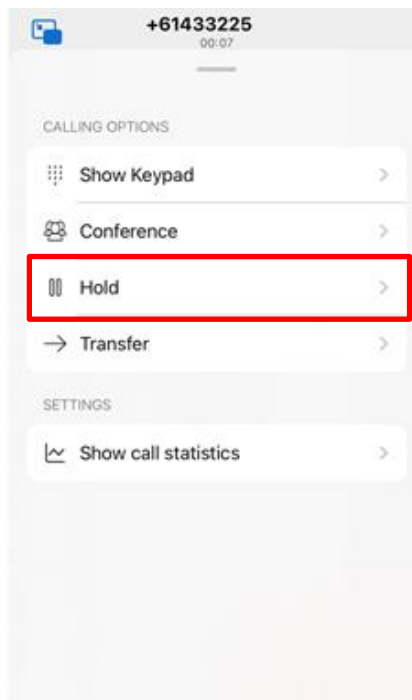 +61433225
00:07
CALLING OPTIONS
Show Keypad
Conference
Hold
Transfer
SETTINGS
Show call statistics